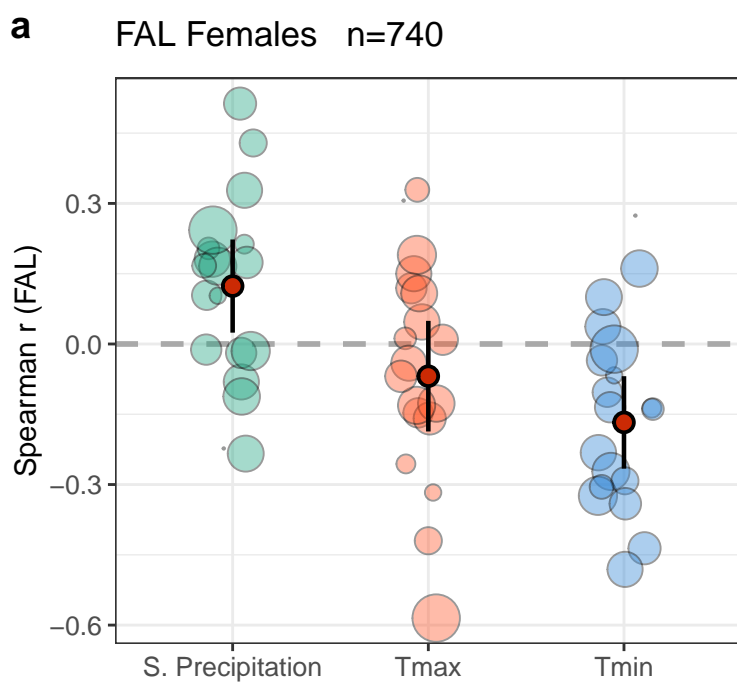 a
FAL Females n=740
Spearman r (FAL)
0.3
0.0
−0.3
−0.6
S. Precipitation Tmax Tmin